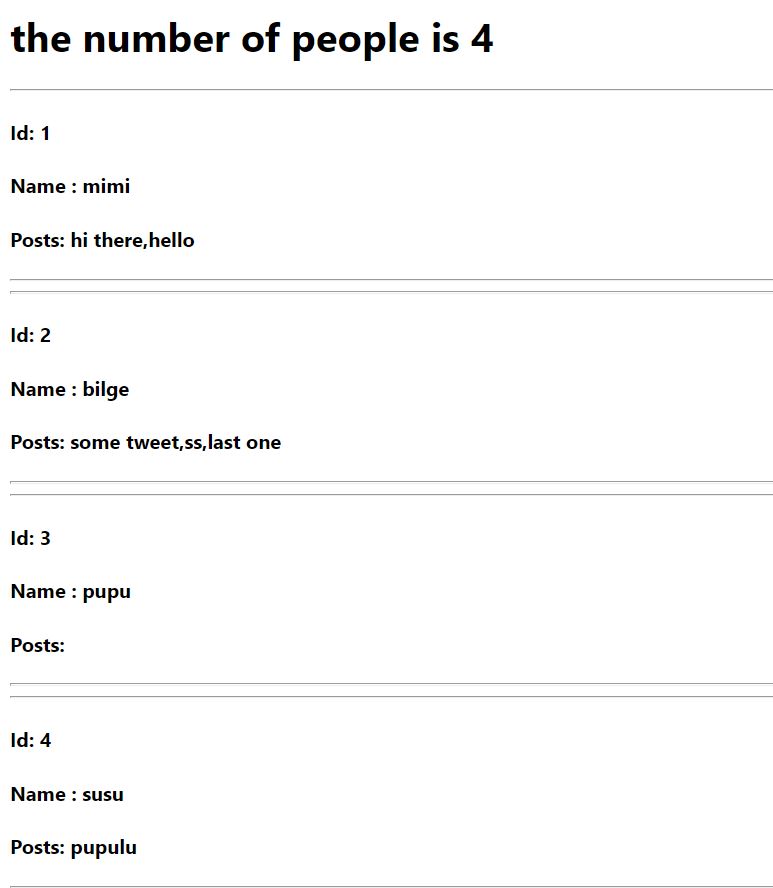 the number of people is 4
Id: 1
Name : mimi
Posts: hi there,hello
Id: 2
Name : bilge
Posts: some tweet,ss,last one
Id: 3
Name : pupu
Posts:
Id: 4
Name : susu
Posts: pupulu